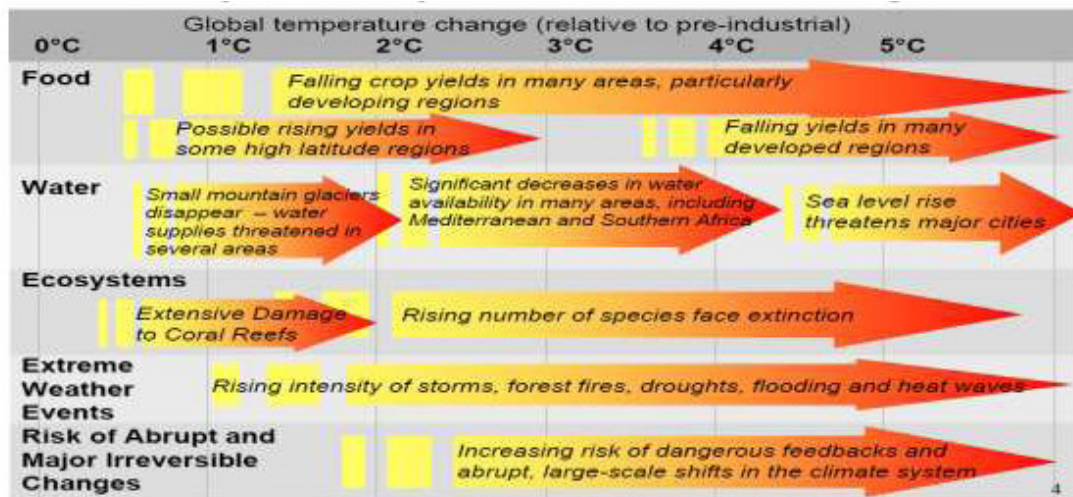 Global temperature change (relative to pre-industrial)
0°C 1°C 2°C 3°C 4°C 5°C
Food
Falling crop yields in many areas, particularly
developing regions
Possible rising yields in
some high latitude regions
Falling yields in many
developed regions
Water
Small mountain glaciers
disappear – water
supplies threatened in
several areas
Significant decreases in water
availability in many areas, including
Mediterranean and Southern Africa
Sea level rise
threatens major cities
Ecosystems
Extensive Damage
to Coral Reefs
Rising number of species face extinction
Extreme
Weather
Events
Rising intensity of storms, forest fires, droughts, flooding and heat waves
Risk of Abrupt and
Major Irreversible
Changes
Increasing risk of dangerous feedbacks and
abrupt, large-scale shifts in the climate system
4